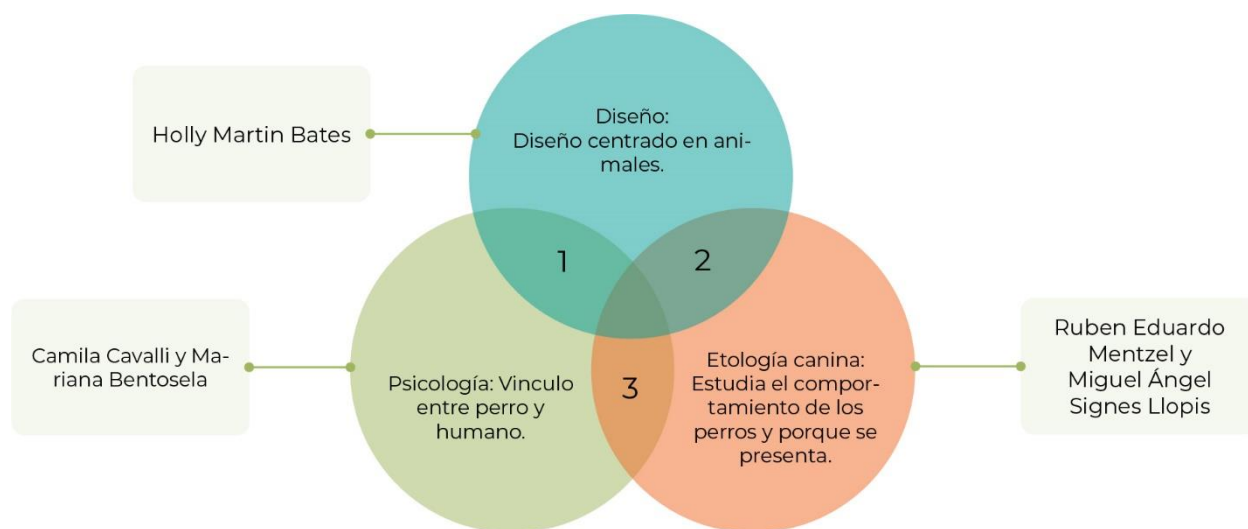 Holly Martin Bates
Diseño:
Diseño centrado en ani-
males.
1
2
Camila Cavalli y Ma-
riana Bentosela
Psicología: Vinculo
entre perro y
humano.
3
Etología canina:
Estudia el compor-
tamiento de los
perros y porque se
presenta.
Ruben Eduardo
Mentzel y
Miguel Ángel
Signes Llopis